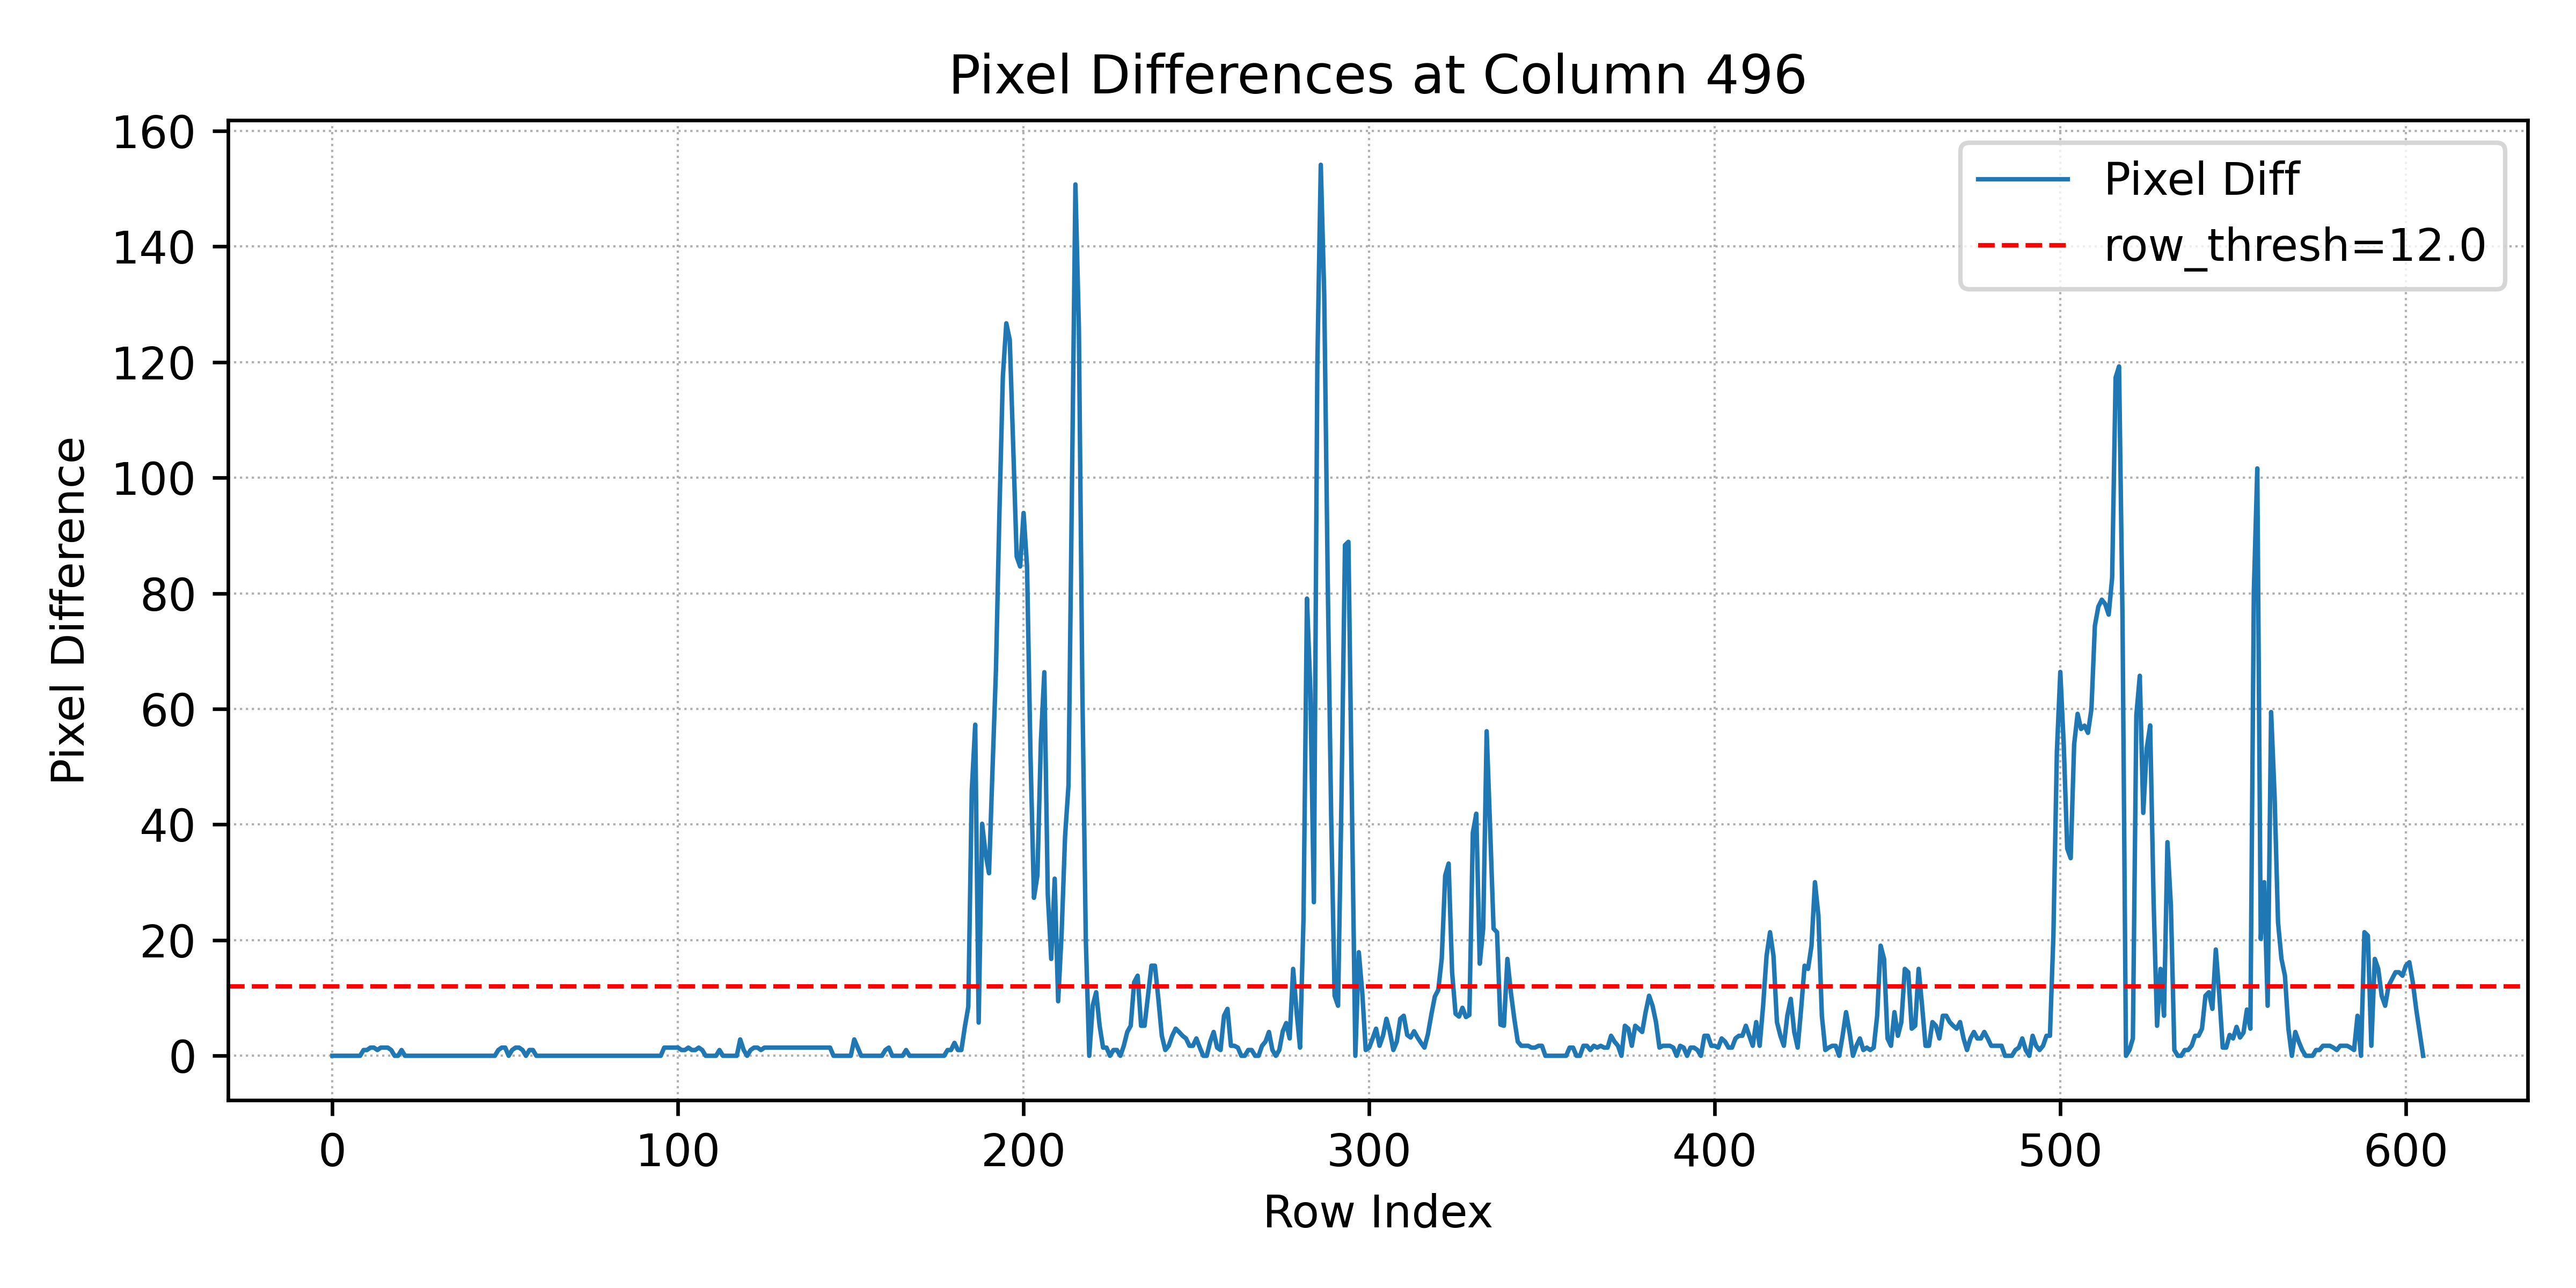 Pixel Differences at Column 496
Pixel Diff
row_thresh=12.0
Pixel Difference
160
140
120
100
80
60
40
20
0
0 100 200 300 400 500 600
Row Index